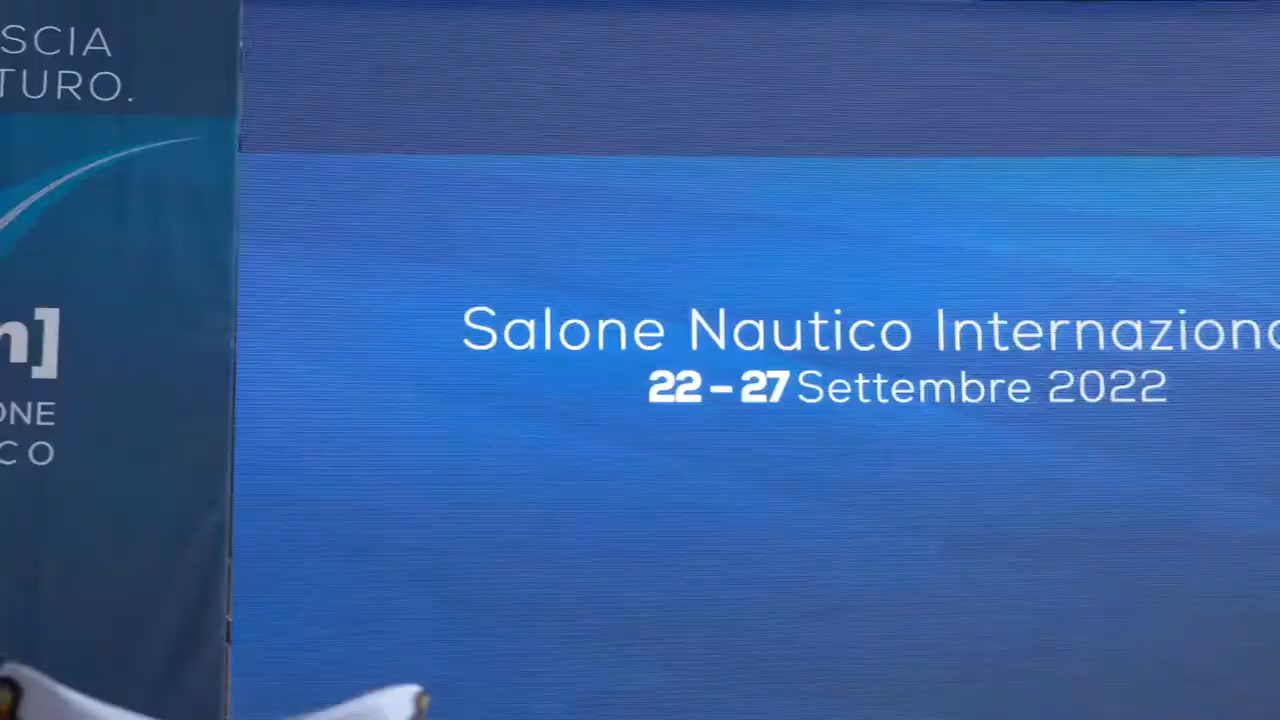 SCIA
TURO.
n]
ONE
CO
Salone Nautico Internaziona
22 – 27 Settembre 2022